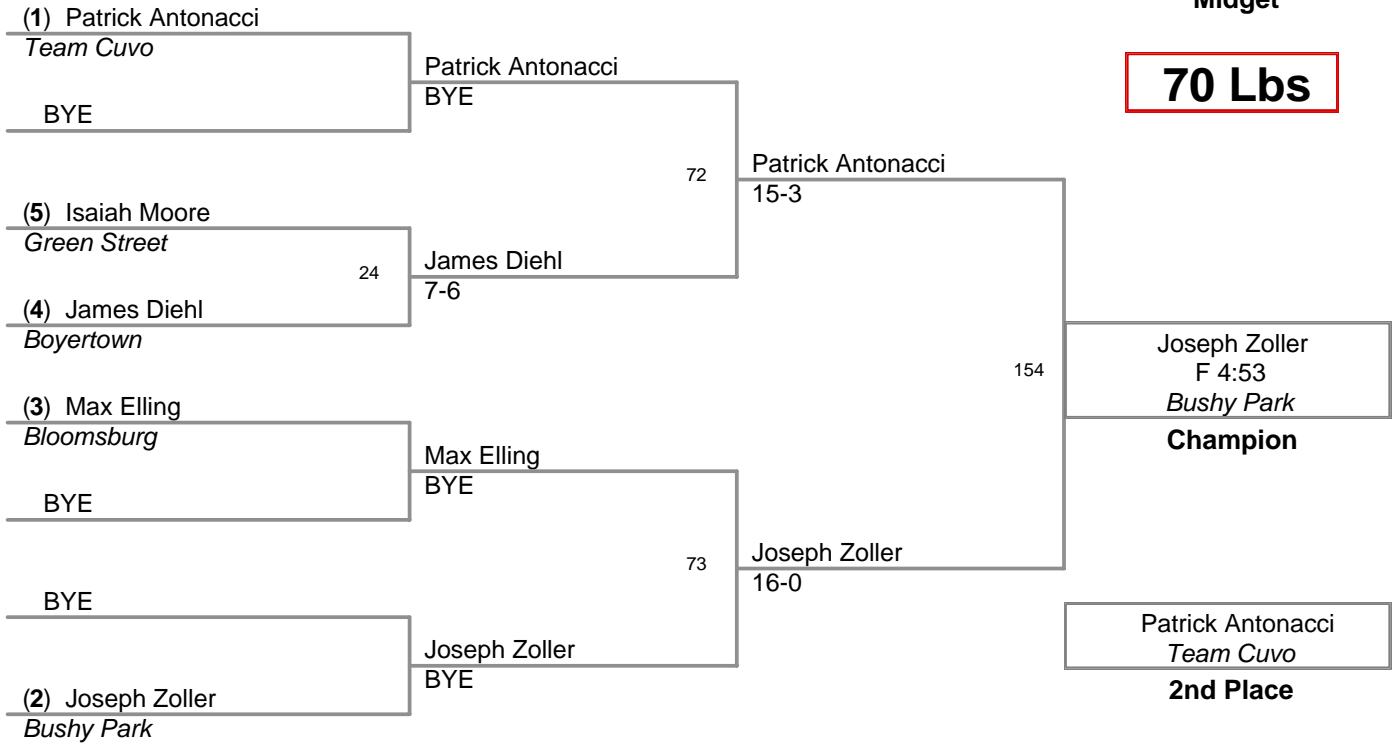 Midget
70 Lbs
(1) Patrick Antonacci
Team Cuvo
BYE
(5) Isaiah Moore
Green Street
24
(4) James Diehl
Boyertown
(3) Max Elling
Bloomsburg
BYE
BYE
(2) Joseph Zoller
Bushy Park
Patrick Antonacci
BYE
72
James Diehl
7-6
Max Elling
BYE
73
Joseph Zoller
BYE
Patrick Antonacci
15-3
154
Joseph Zoller
16-0
Joseph Zoller
F 4:53
Bushy Park
Champion
Patrick Antonacci
Team Cuvo
2nd Place